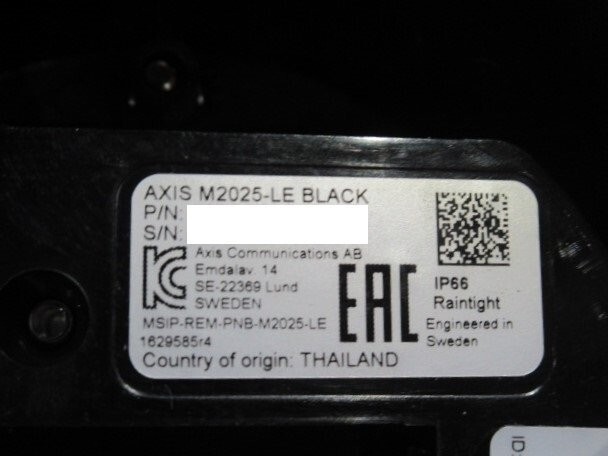 AXIS M2025-LE BLACK
P/N:
S/N:
Axis Communications AB
Emdalav. 14
SE-22369 Lund
SWEDEN
MSIP-REM-PNB-M2025-LE
1629585r4
Country of origin: THAILAND
EAC
IP66
Raintight
Engineered in
Sweden
ID: